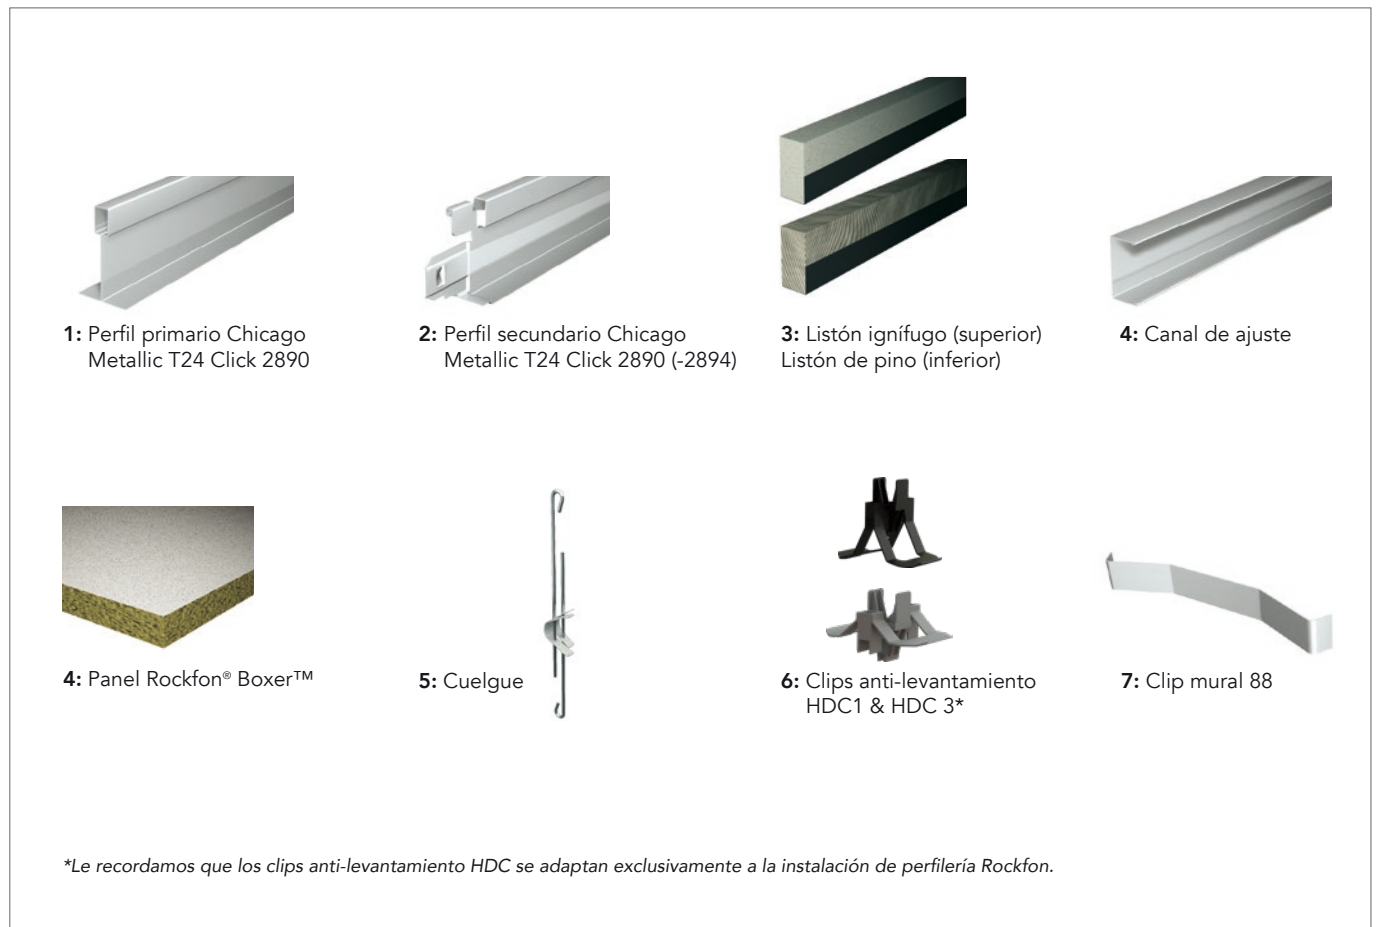 1: Perfil primario Chicago
Metallic T24 Click 2890
2: Perfil secundario Chicago
Metallic T24 Click 2890 (-2894)
3: Listón ignífugo (superior)
Listón de pino (inferior)
4: Canal de ajuste
4: Panel Rockfon® Boxer™
5: Cuelgue
6: Clips anti-levantamiento
HDC1 & HDC 3*
7: Clip mural 88
*Le recordamos que los clips anti-levantamiento HDC se adaptan exclusivamente a la instalación de perfilería Rockfon.